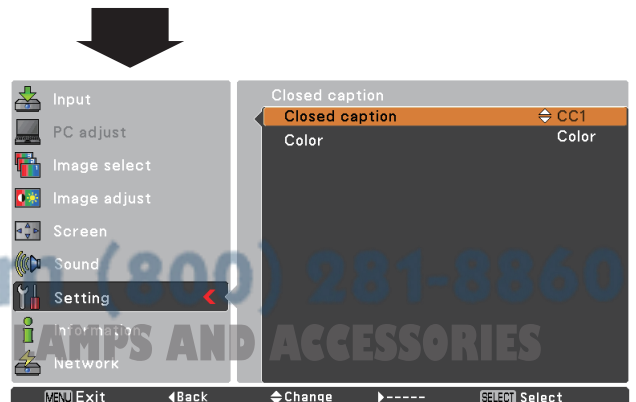 Input
PC adjust
Image select
Image adjust
Screen
Sound
Setting
Information
Network
Closed caption
Closed caption CC1
Color Color
m (800) 281-8860
LAMPS AND ACCESSORIES
MENU Exit Back Change ----- SELECT Select